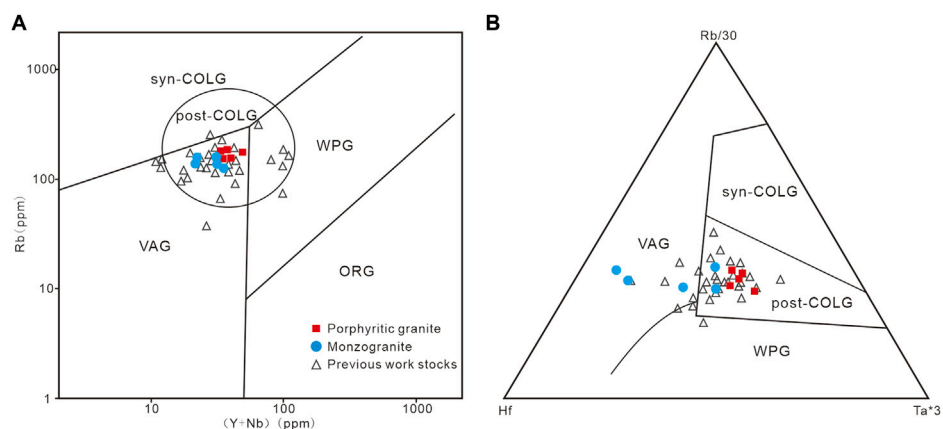 A
1000
100
10
1
Rb(ppm)
syn-COLG
post-COLG
WPG
VAG
ORG
Porphyritic granite
Monzogranite
Previous work stocks
10
100
1000
(Y+Nb) (ppm)
B
Rb/30
syn-COLG
VAG
post-COLG
WPG
Hf
Ta*3